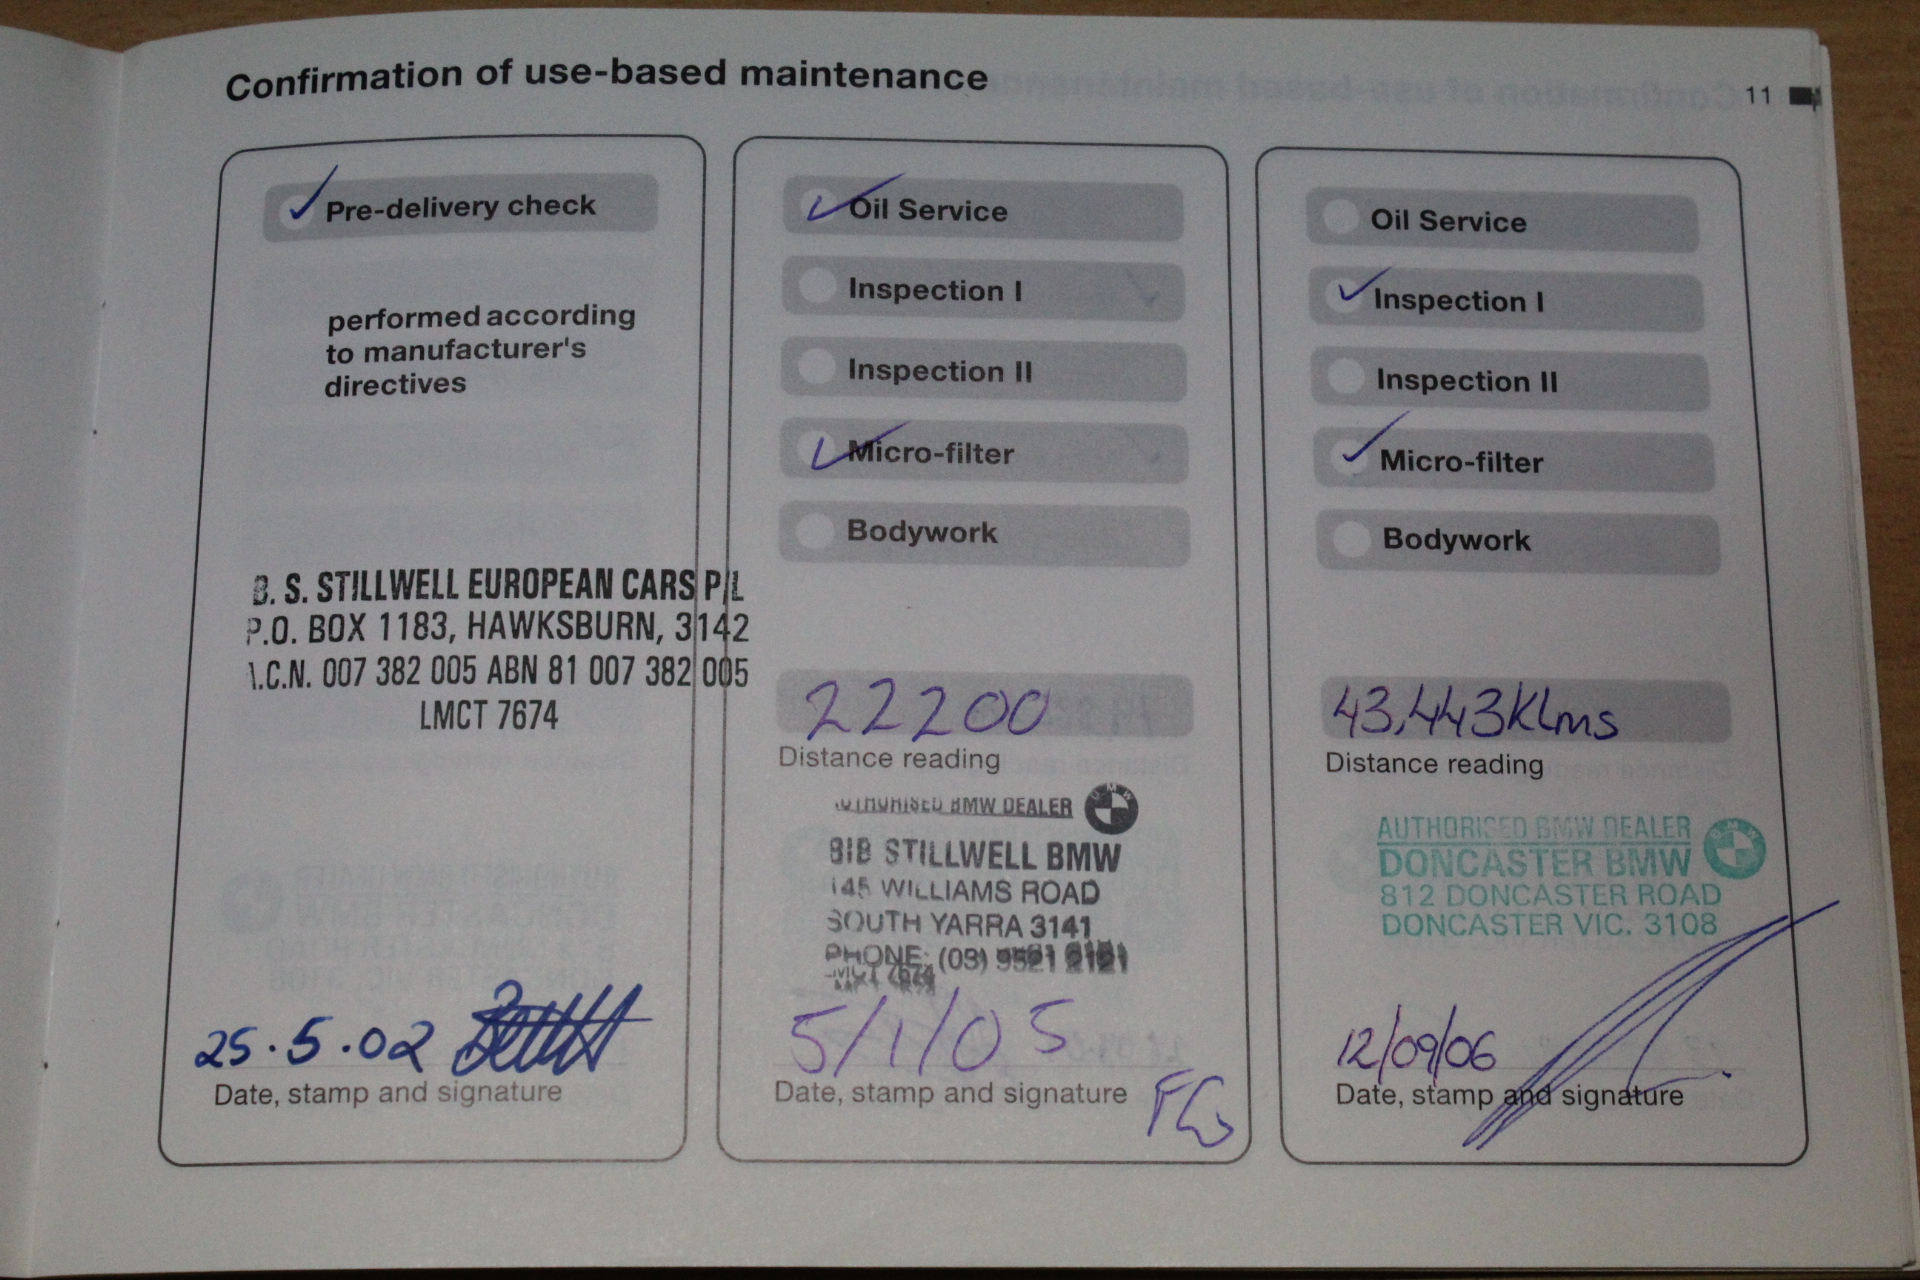 Confirmation of use-based maintenance
11
Pre-delivery check
performed according
to manufacturer's
directives
B. S. STILLWELL EUROPEAN CARS P/L
P.O. BOX 1183, HAWKSBURN, 3142
A.C.N. 007 382 005 ABN 81 007 382 005
LMCT 7674
25.5.02
Date, stamp and signature
Oil Service
Inspection I
Inspection II
Micro-filter
Bodywork
22200
Distance reading
AUTHORISED BMW DEALER
BMW
BIB STILLWELL BMW
145 WILLIAMS ROAD
SOUTH YARRA 3141
PHONE: (03) 9521 2121
5/1/05
Date, stamp and signature
FG
Oil Service
Inspection I
Inspection II
Micro-filter
Bodywork
43,443Klms
Distance reading
AUTHORISED BMW DEALER
BMW
DONCASTER BMW
812 DONCASTER ROAD
DONCASTER VIC. 3108
12/09/06
Date, stamp and signature